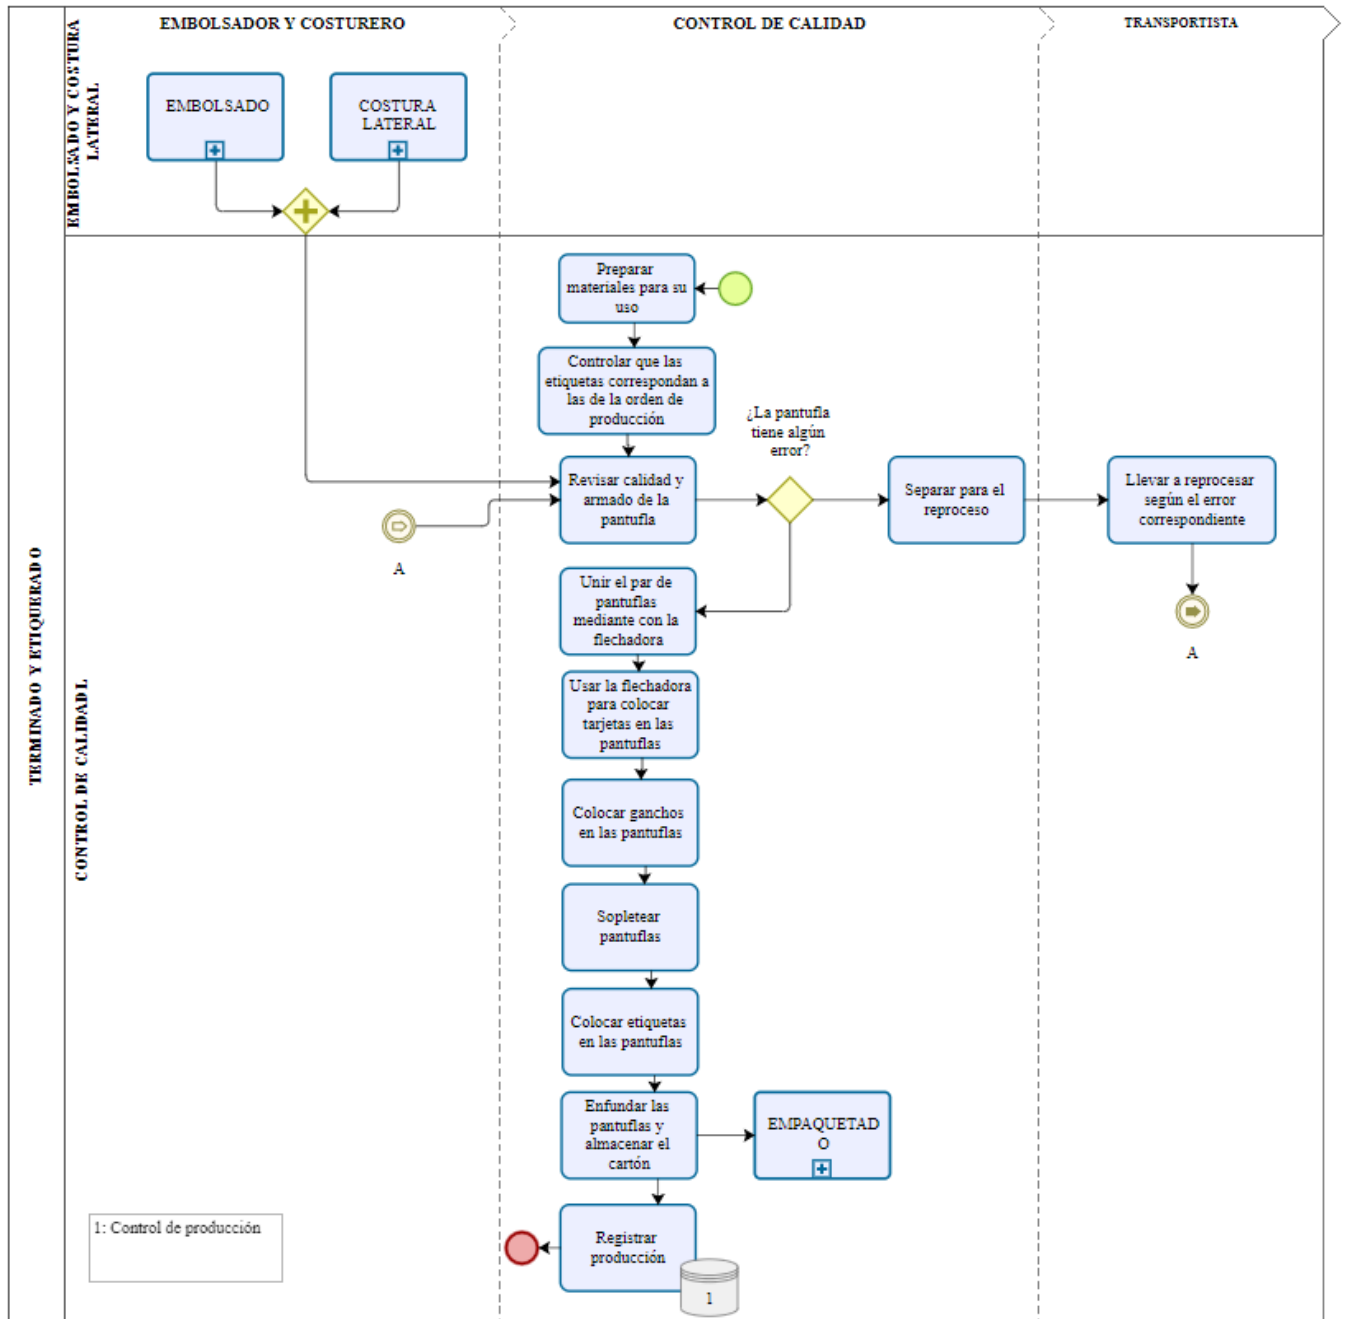 EMBOLSADOR Y COSTURERO
CONTROL DE CALIDAD
TRANSPORTISTA
EMBOLSADO Y COSTURA
LATERAL
EMBOLSADO
COSTURA
LATERAL
TERMINADO Y ETIQUERADO
CONTROL DE CALIDADL
Preparar
materiales para su
uso
Controlar que las
etiquetas correspondan a
las de la orden de
producción
¿La pantufla
tiene algún
error?
Revisar calidad y
armado de la
pantufla
Separar para el
reproceso
Llevar a reprocesar
según el error
correspondiente
A
A
Unir el par de
pantuflas
mediante con la
flechadora
Usar la flechadora
para colocar
tarjetas en las
pantuflas
Colocar ganchos
en las pantuflas
Sopletear
pantuflas
Colocar etiquetas
en las pantuflas
Enfundar las
pantuflas y
almacenar el
cartón
EMPAQUETAD
O
Registrar
producción
1
1: Control de producción